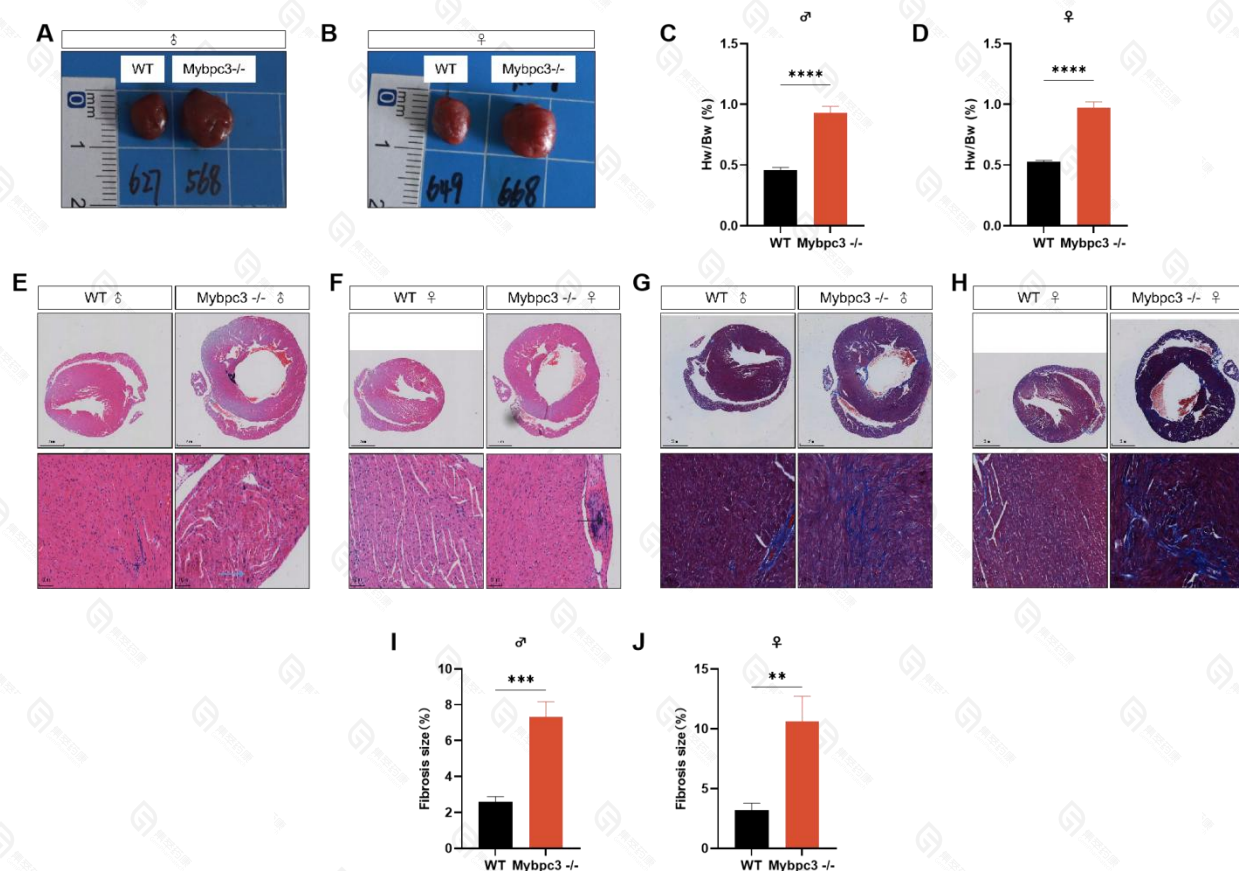 A
♂
WT
Mybpc3-/-
0
mm
1
2
627
568
B
♀
WT
Mybpc3-/-
0
mm
1
2
649
668
C
♂
Hw/Bw (%)
1.5
1.0
0.5
0.0
****
WT
Mybpc3 -/-
D
♀
Hw/Bw (%)
1.5
1.0
0.5
0.0
****
WT
Mybpc3 -/-
E
WT ♂
Mybpc3 -/- ♂
F
WT ♀
Mybpc3 -/- ♀
G
WT ♂
Mybpc3 -/- ♂
H
WT ♀
Mybpc3 -/- ♀
I
♂
Fibrosis size (%)
10
8
6
4
2
0
***
WT
Mybpc3 -/-
J
♀
Fibrosis size (%)
15
10
5
0
**
WT
Mybpc3 -/-